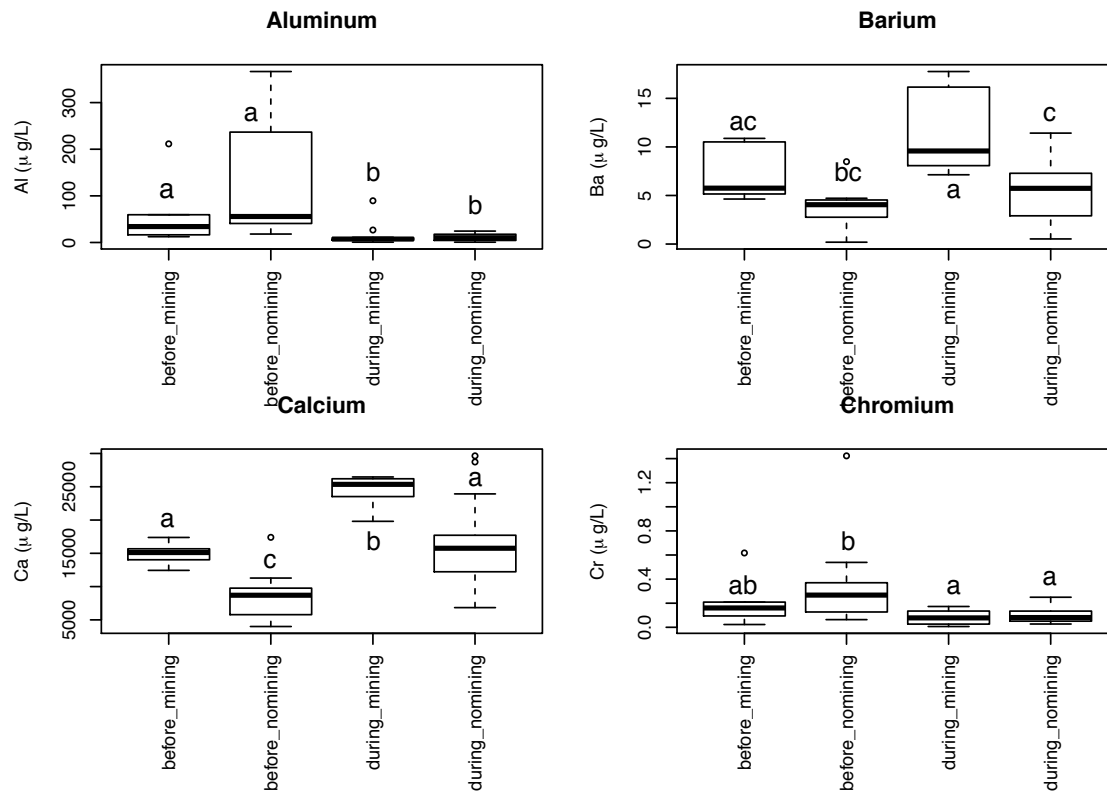 Aluminum
Al (μ g/L)
0 100 200 300
a
a
b
b
before_mining
before_nomining
during_mining
during_nomining
Barium
Ba (μ g/L)
0 5 10 15
ac
bc
a
c
before_mining
before_nomining
during_mining
during_nomining
Calcium
Ca (μ g/L)
5000 15000 25000
a
c
b
a
before_mining
before_nomining
during_mining
during_nomining
Chromium
Cr (μ g/L)
0.0 0.4 0.8 1.2
ab
b
a
a
before_mining
before_nomining
during_mining
during_nomining